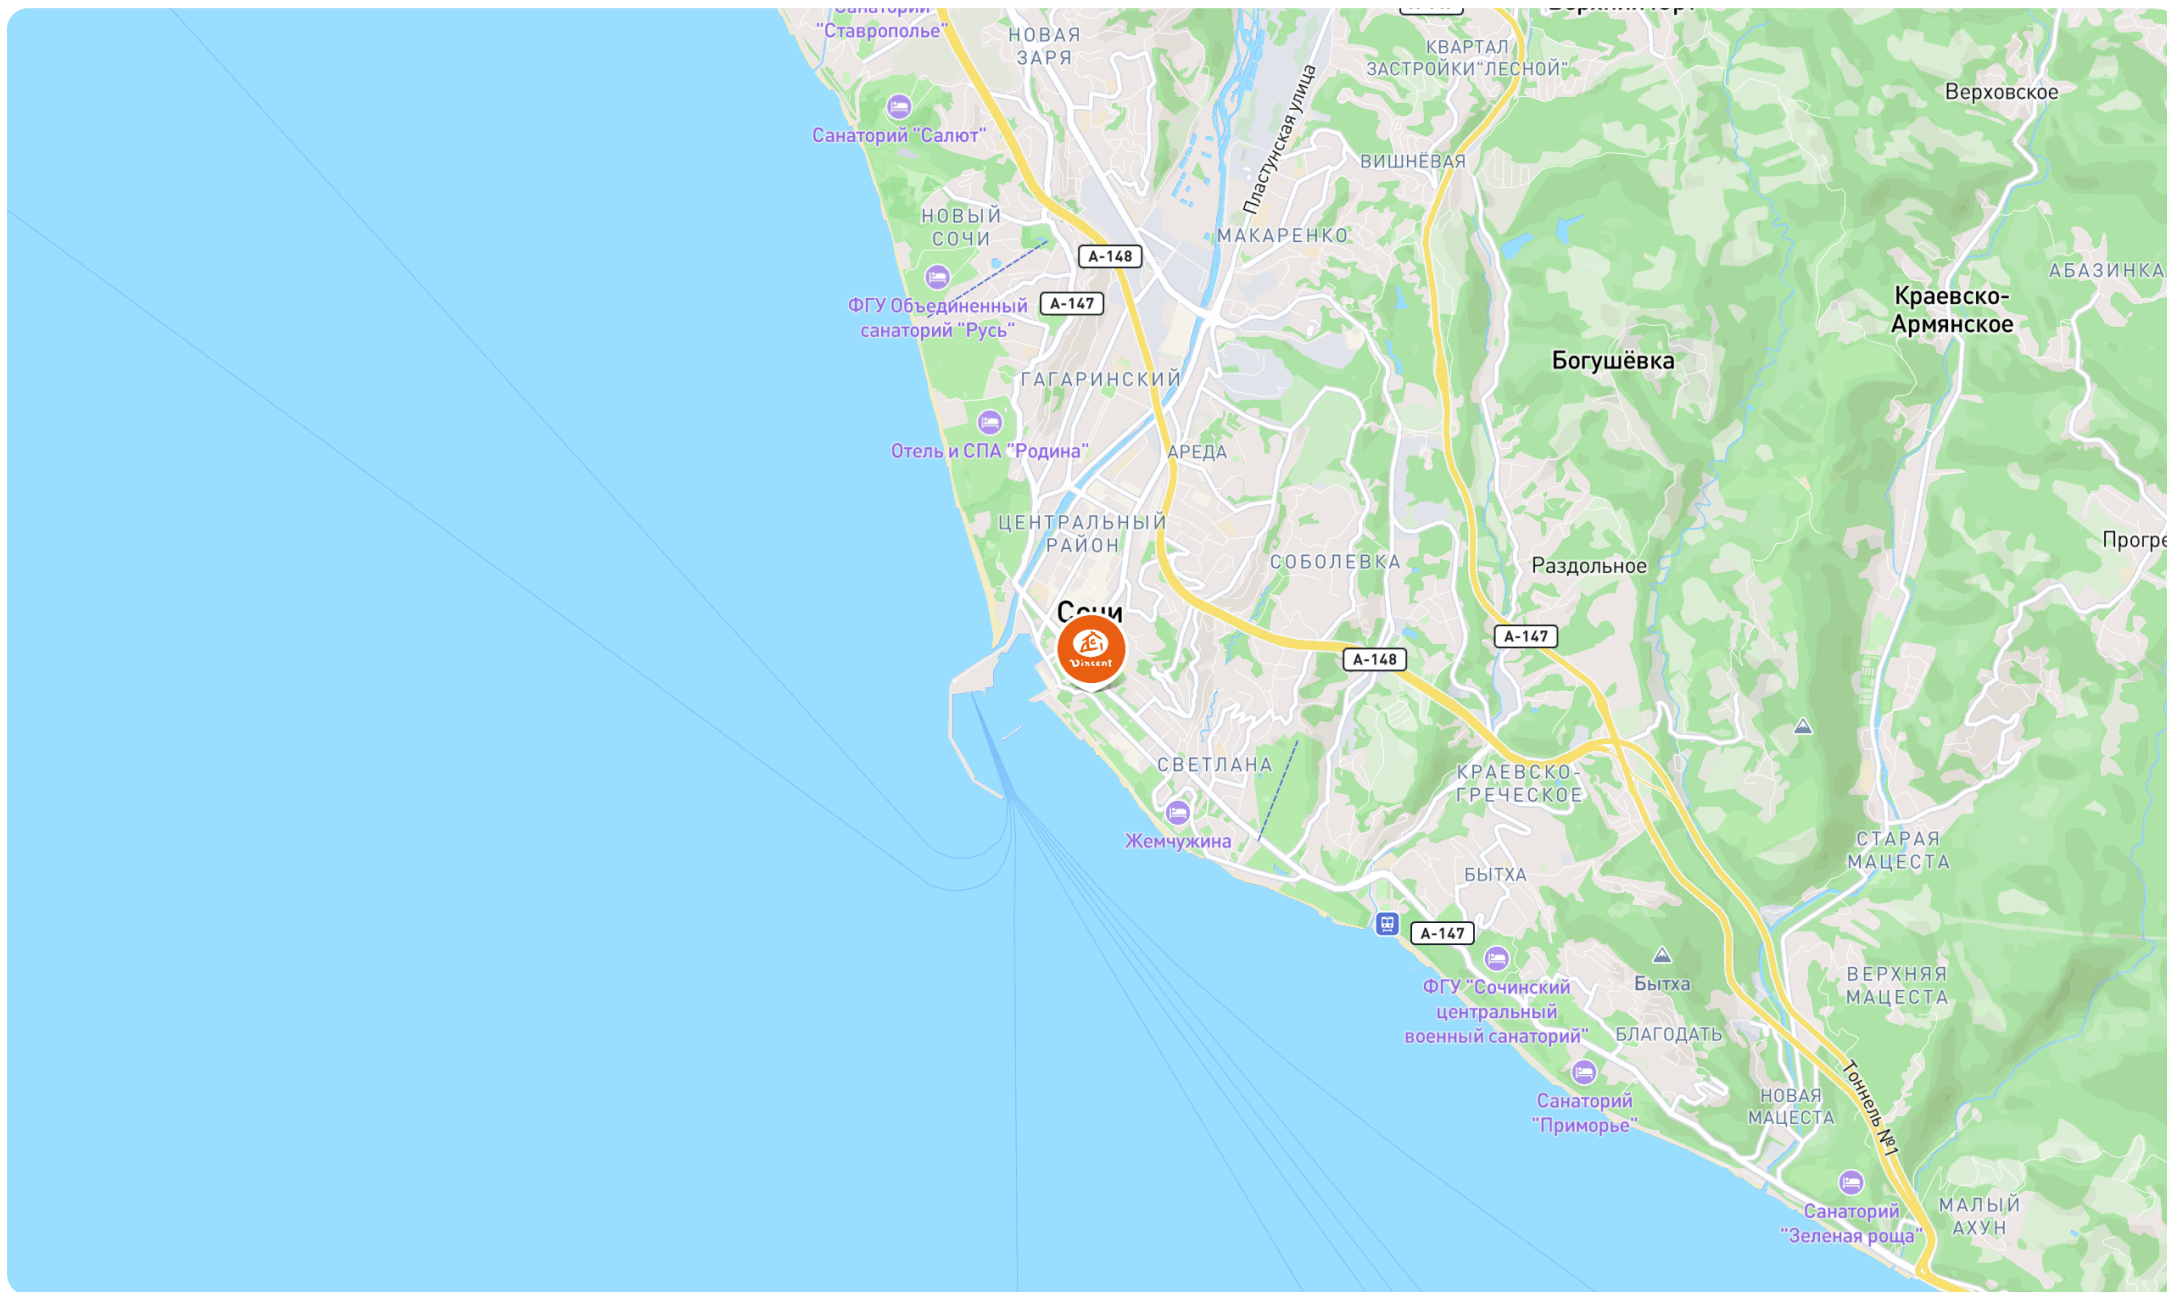 Санаторий
"Ставрополье"
НОВАЯ
ЗАРЯ
КВАРТАЛ
ЗАСТРОЙКИ"ЛЕСНОЙ"
Верховское
Санаторий "Салют"
Пластунская улица
ВИШНЁВАЯ
НОВЫЙ
СОЧИ
МАКАРЕНКО
А-148
АБАЗИНКА
ФГУ Объединенный
санаторий "Русь"
А-147
Краевско-
Армянское
Богушёвка
ГАГАРИНСКИЙ
Отель и СПА "Родина"
АРЕДА
ЦЕНТРАЛЬНЫЙ
РАЙОН
Прогре
СОБОЛЕВКА
Раздольное
Сочи
Vincent
А-147
А-148
СВЕТЛАНА
КРАЕВСКО-
ГРЕЧЕСКОЕ
Жемчужина
СТАРАЯ
МАЦЕСТА
БЫТХА
А-147
ФГУ "Сочинский
центральный
военный санаторий"
Бытха
ВЕРХНЯЯ
МАЦЕСТА
БЛАГОДАТЬ
Санаторий
"Приморье"
НОВАЯ
МАЦЕСТА
Тоннель №1
Санаторий
"Зеленая роща"
МАЛЫЙ
АХУН